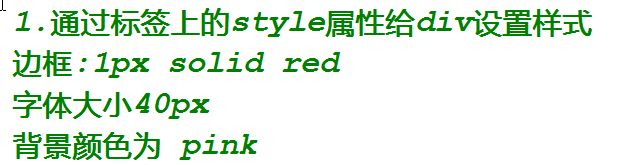 1.通过标签上的style属性给div设置样式
边框:1px solid red
字体大小40px
背景颜色为 pink